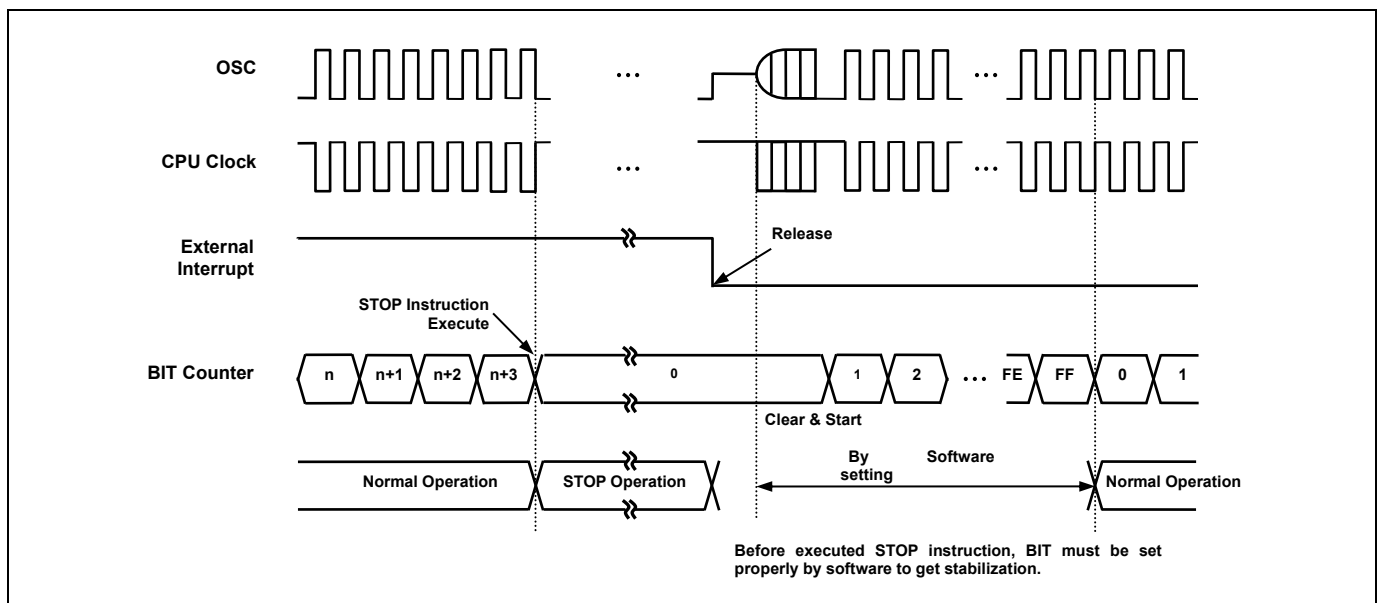 OSC
...
...
CPU Clock
...
...
External
Interrupt
Release
STOP Instruction
Execute
BIT Counter
n
n+1
n+2
n+3
0
1
2
...
FE
FF
0
1
Clear & Start
Normal Operation
STOP Operation
By Software
setting
Normal Operation
Before executed STOP instruction, BIT must be set
properly by software to get stabilization.